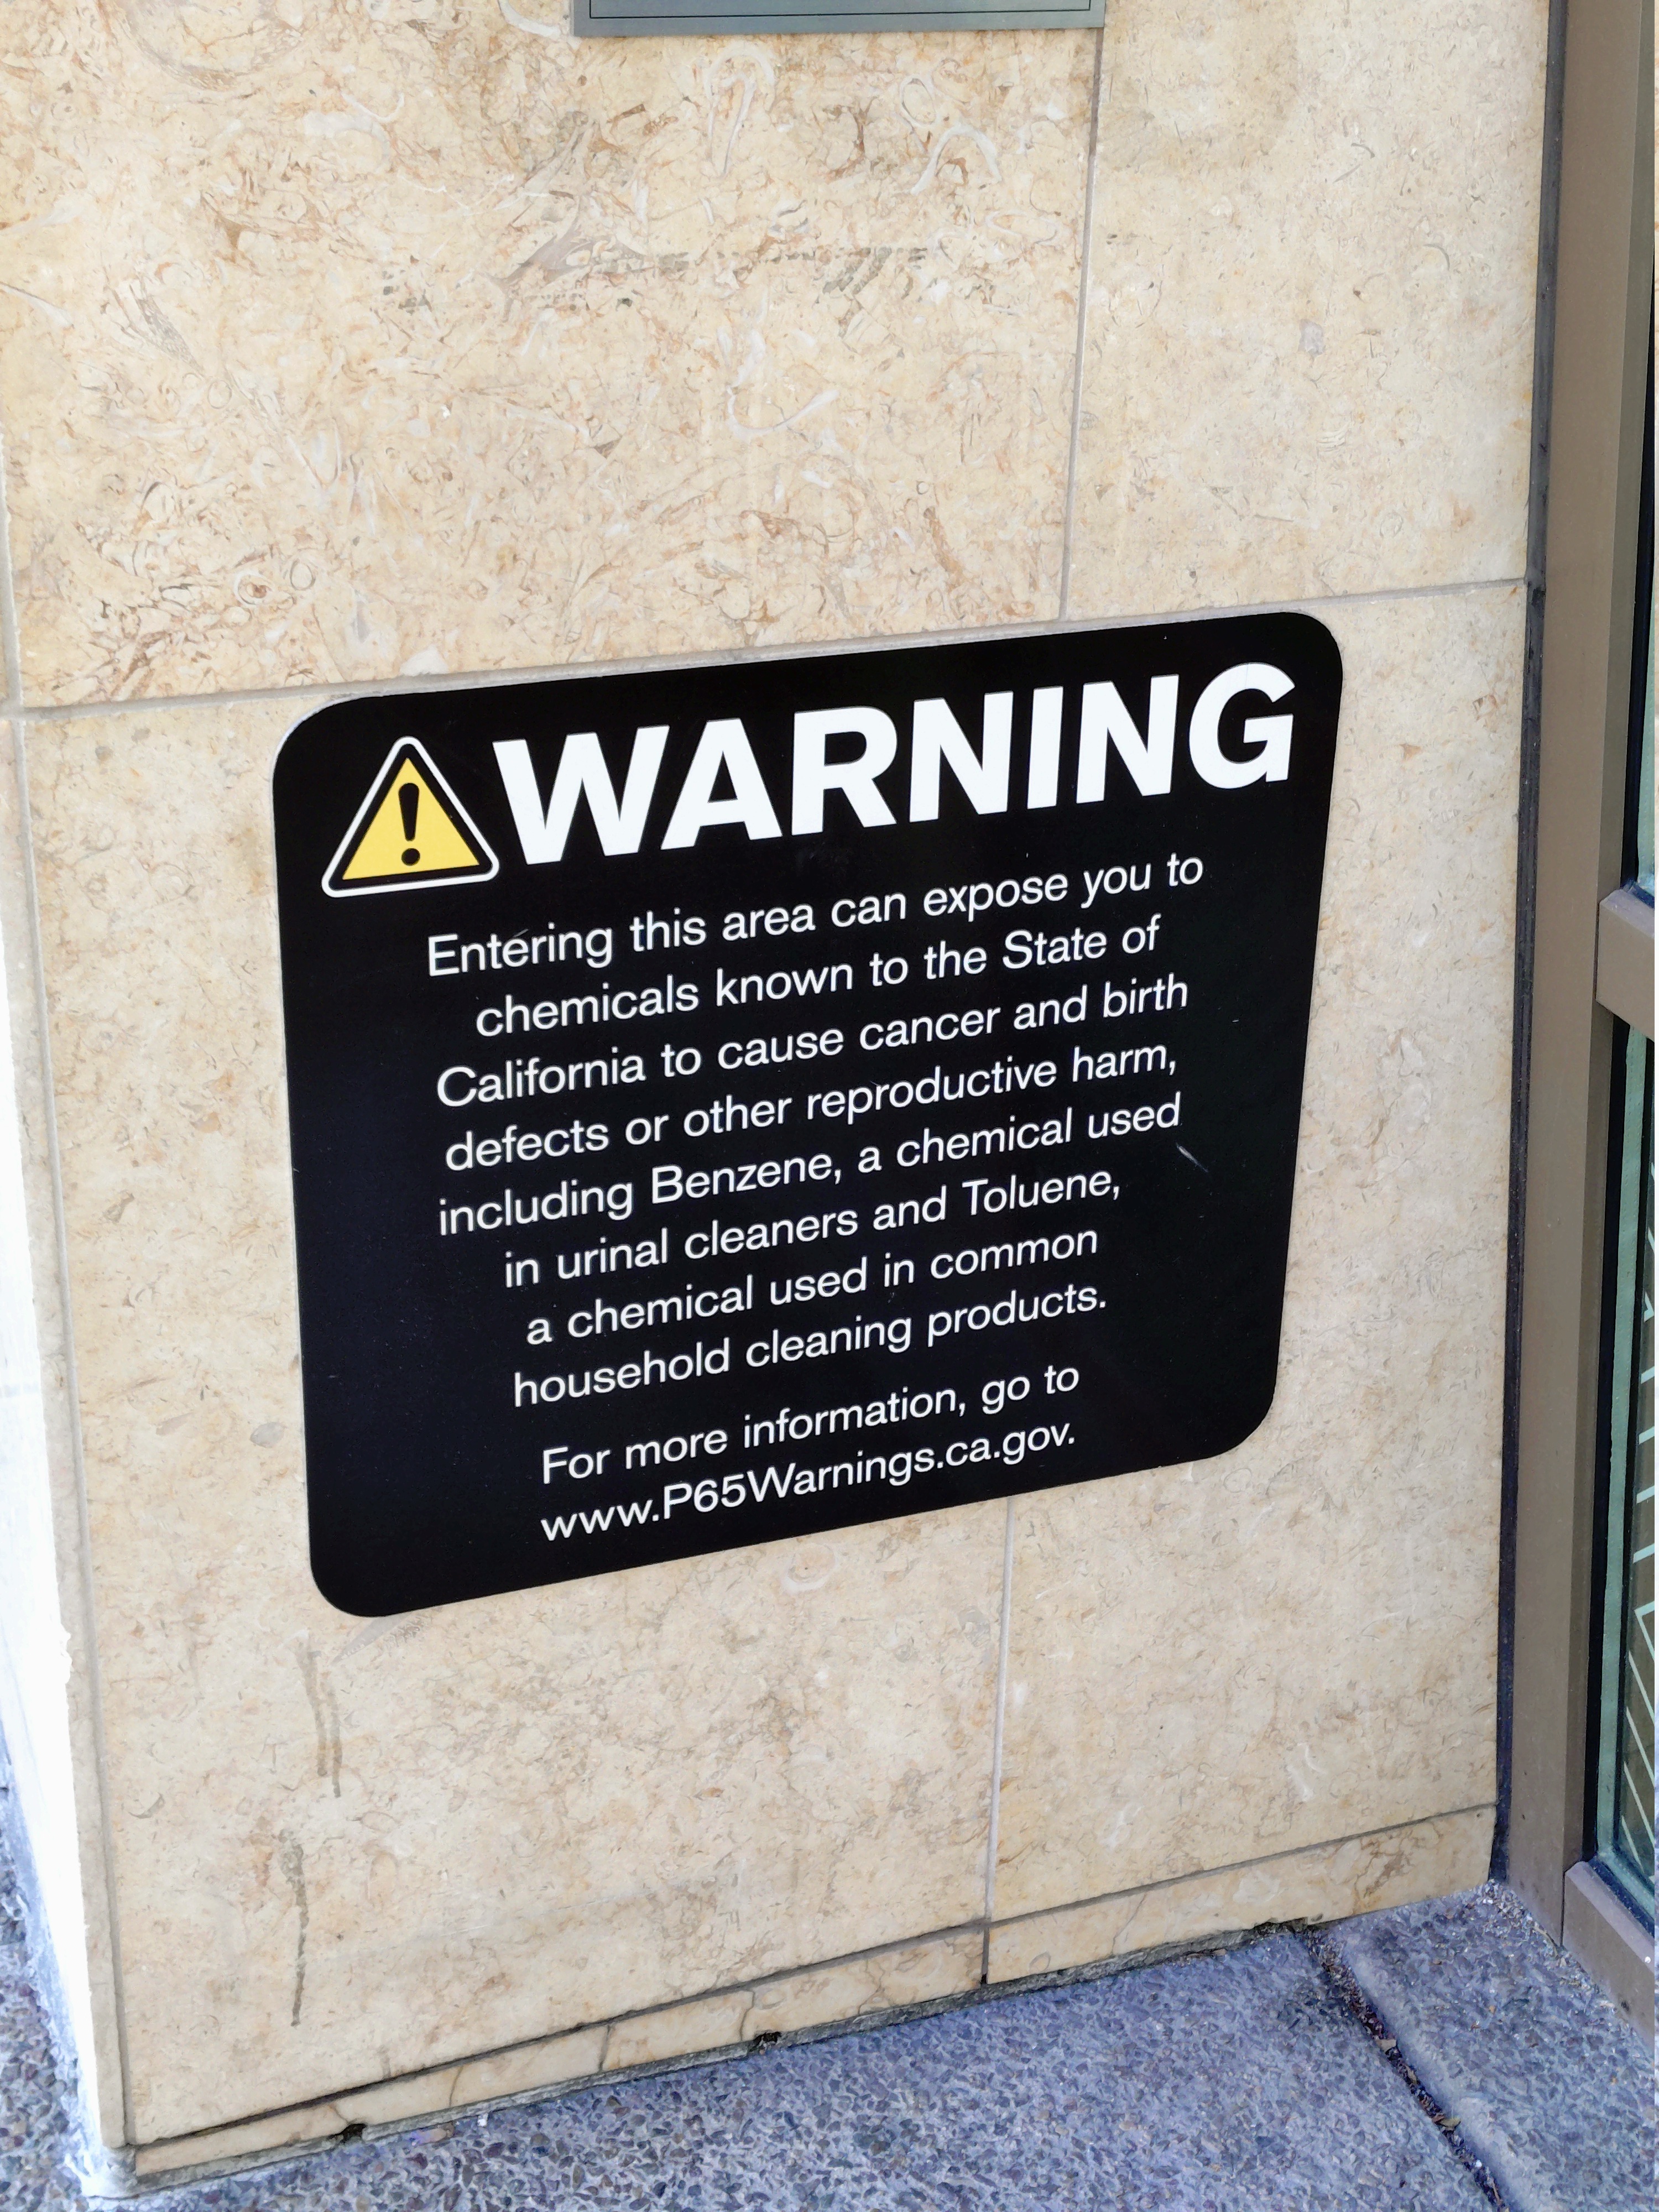 WARNING
Entering this area can expose you to
chemicals known to the State of
California to cause cancer and birth
defects or other reproductive harm,
including Benzene, a chemical used
in urinal cleaners and Toluene,
a chemical used in common
household cleaning products.
For more information, go to
www.P65Warnings.ca.gov.